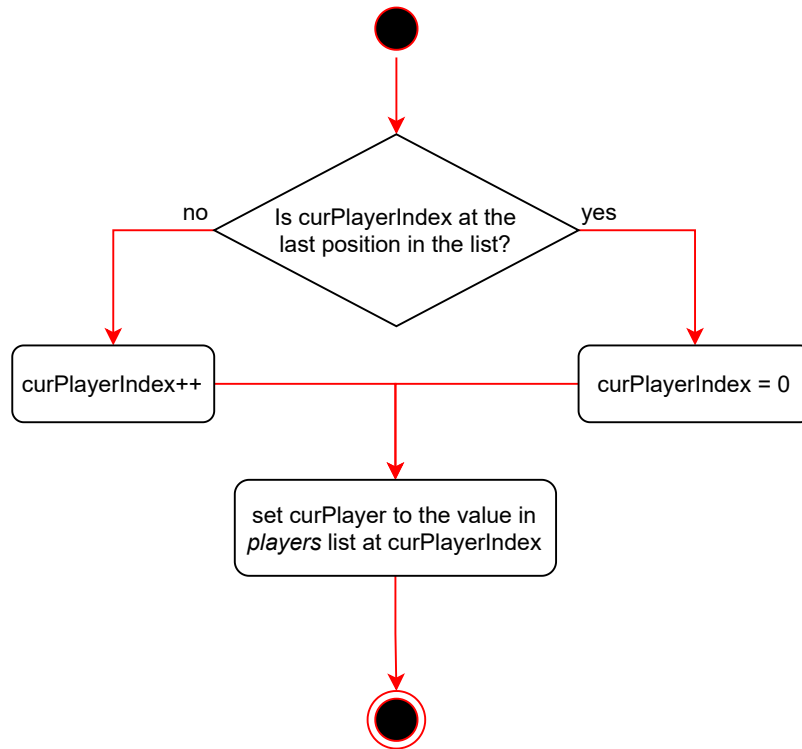 no
Is curPlayerIndex at the
yes
last position in the list?
curPlayerIndex++
curPlayerIndex = 0
set curPlayer to the value in
players list at curPlayerIndex